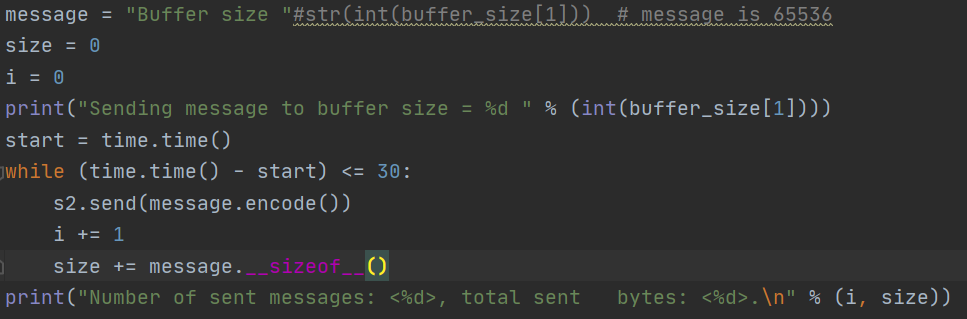 message = "Buffer size "#str(int(buffer_size[1]))  # message is 65536
size = 0
i = 0
print("Sending message to buffer size = %d " % (int(buffer_size[1])))
start = time.time()
while (time.time() - start) <= 30:
    s2.send(message.encode())
    i += 1
    size += message.__sizeof__()
print("Number of sent messages: <%d>, total sent   bytes: <%d>.\n" % (i, size))